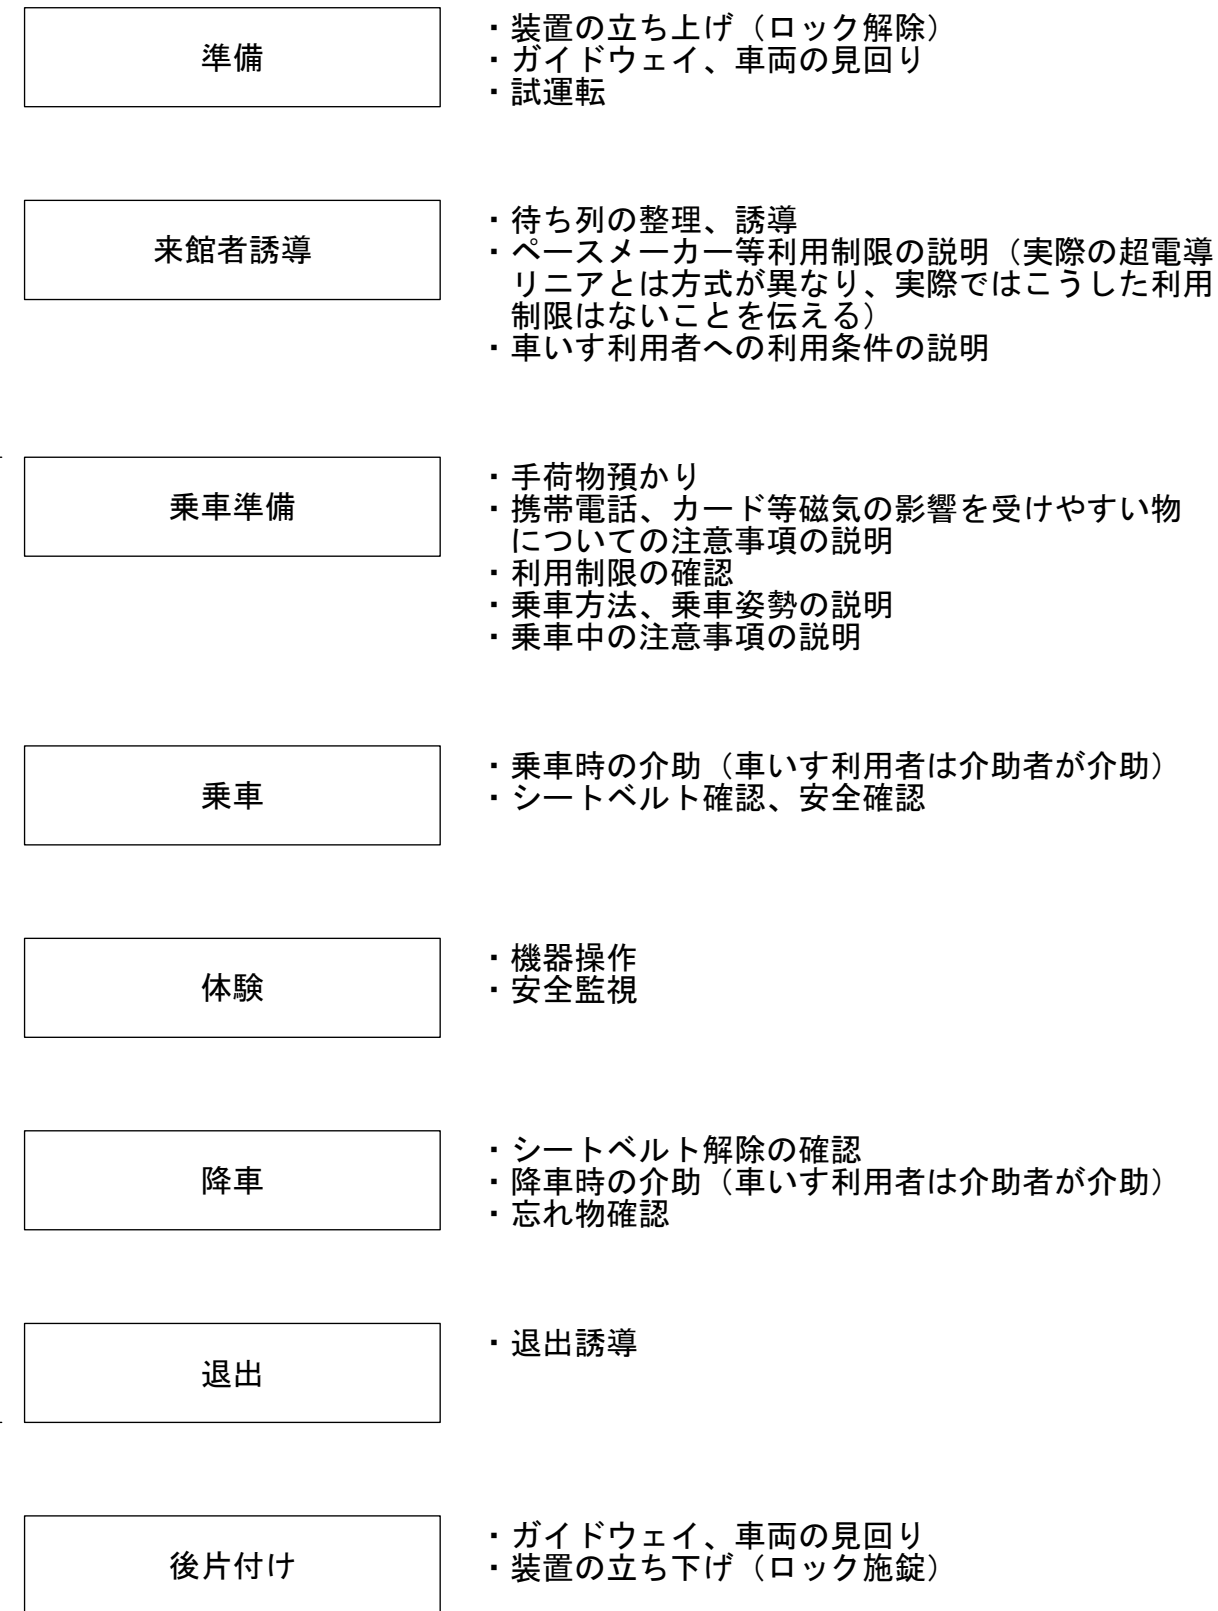 準備
・装置の立ち上げ（ロック解除）
・ガイドウェイ、車両の見回り
・試運転
来館者誘導
・待ち列の整理、誘導
・ペースメーカー等利用制限の説明（実際の超電導
リニアとは方式が異なり、実際ではこうした利用
制限はないことを伝える）
・車いす利用者への利用条件の説明
乗車準備
・手荷物預かり
・携帯電話、カード等磁気の影響を受けやすい物
についての注意事項の説明
・利用制限の確認
・乗車方法、乗車姿勢の説明
・乗車中の注意事項の説明
乗車
・乗車時の介助（車いす利用者は介助者が介助）
・シートベルト確認、安全確認
体験
・機器操作
・安全監視
降車
・シートベルト解除の確認
・降車時の介助（車いす利用者は介助者が介助）
・忘れ物確認
退出
・退出誘導
後片付け
・ガイドウェイ、車両の見回り
・装置の立ち下げ（ロック施錠）